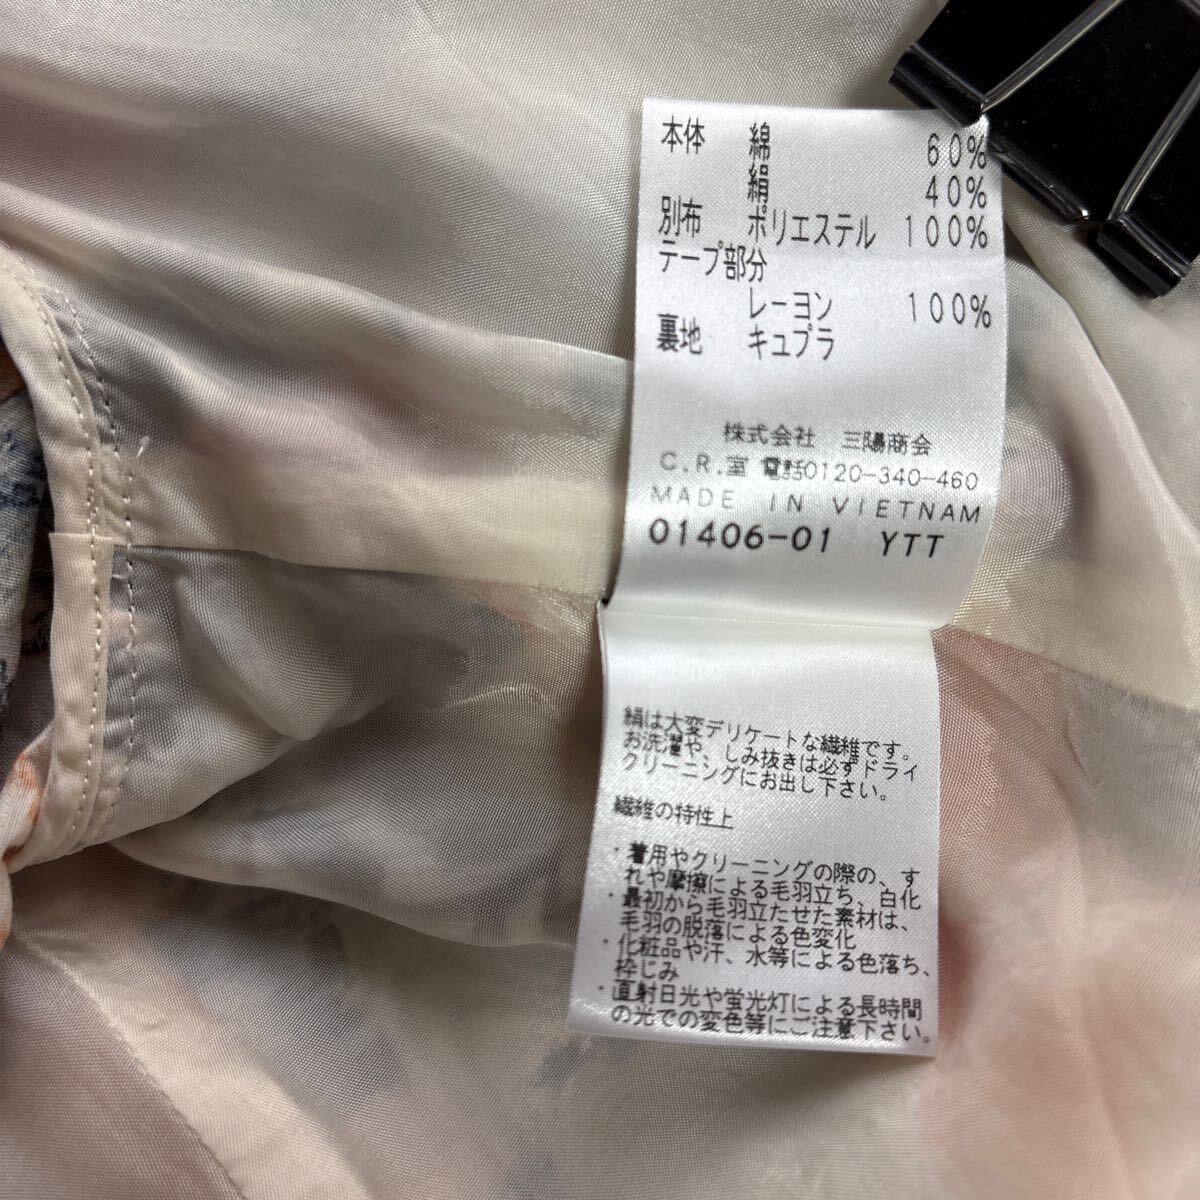 本体 綿 60%
絹 40%
別布 ポリエステル 100%
テープ部分
レーヨン 100%
裏地 キュプラ
株式会社 三陽商会
C.R.室 電話0120-340-460
MADE IN VIETNAM
01406-01 YTT
絹は大変デリケートな繊維です。
お洗濯や、しみ抜きは必ずドライ
クリーニングにお出し下さい。
繊維の特性上
・着用やクリーニングの際の、す
れや摩擦による毛羽立ち、白化
・最初から毛羽立たせた素材は、
毛羽の脱落による色変化
・化粧品や汗、水等による色落ち、
枠じみ
・直射日光や蛍光灯による長時間
の光での変色等にご注意下さい。